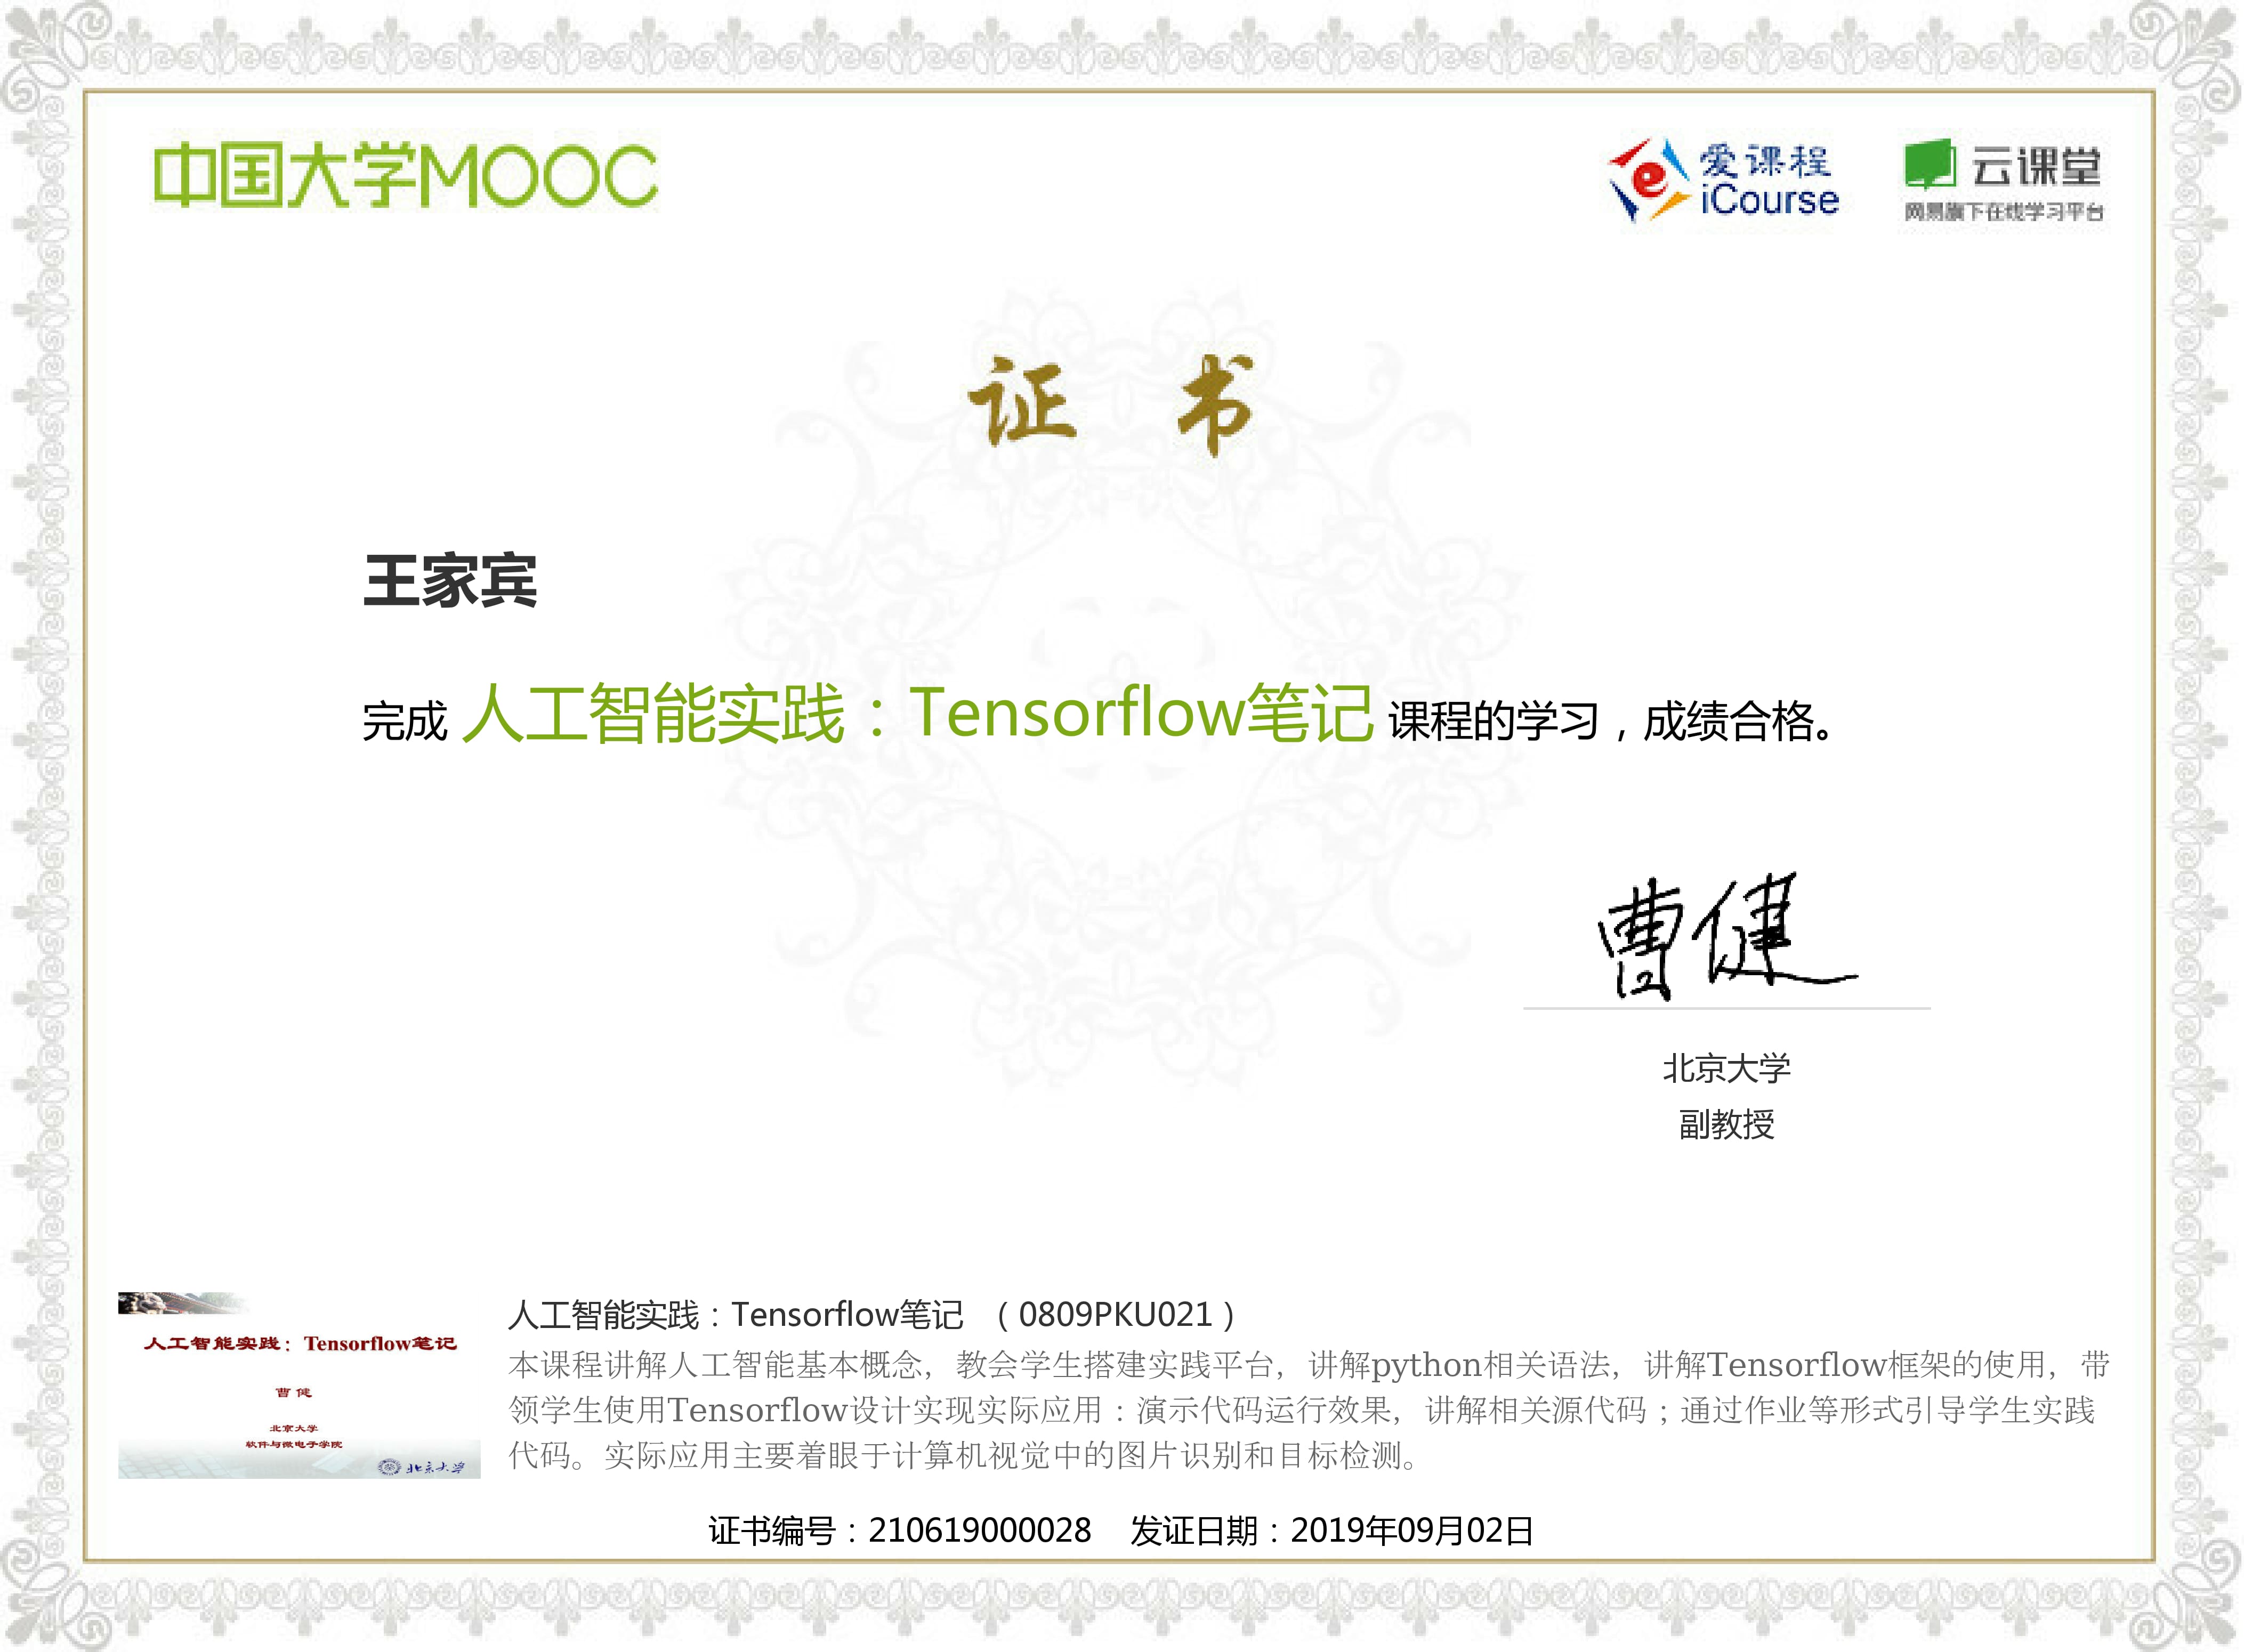 中国大学MOOC
爱课程
iCourse
云课堂
网易旗下在线学习平台
证 书
王家宾
完成 人工智能实践：Tensorflow笔记 课程的学习，成绩合格。
曹健
北京大学
副教授
人工智能实践：Tensorflow笔记
曹 健
北京大学
软件与微电子学院
北京大学
人工智能实践：Tensorflow笔记 （0809PKU021）
本课程讲解人工智能基本概念，教会学生搭建实践平台，讲解python相关语法，讲解Tensorflow框架的使用，带
领学生使用Tensorflow设计实现实际应用：演示代码运行效果，讲解相关源代码；通过作业等形式引导学生实践
代码。实际应用主要着眼于计算机视觉中的图片识别和目标检测。
证书编号：210619000028 发证日期：2019年09月02日